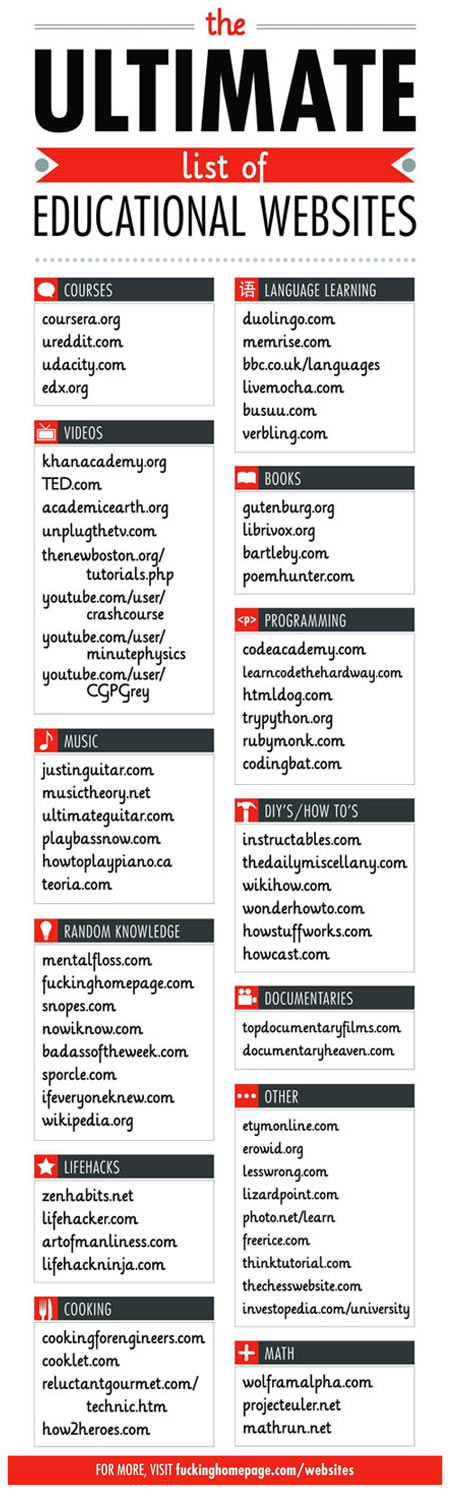 the
ULTIMATE
list of
EDUCATIONAL WEBSITES
COURSES
coursera.org
ureddit.com
udacity.com
edx.org
VIDEOS
khanacademy.org
TED.com
academicearth.org
unplugthetv.com
thenewboston.org/
tutorials.php
youtube.com/user/
crashcourse
youtube.com/user/
minutephysics
youtube.com/user/
CGPGrey
MUSIC
justinguitar.com
musictheory.net
ultimateguitar.com
playbassnow.com
howtoplaypiano.ca
teoria.com
RANDOM KNOWLEDGE
mentalfloss.com
fuckinghomepage.com
snopes.com
nowiknow.com
badassoftheweek.com
sporcle.com
ifeveryoneknew.com
wikipedia.org
LIFEHACKS
zenhabits.net
lifehacker.com
artofmanliness.com
lifehackninja.com
COOKING
cookingforengineers.com
cooklet.com
reluctantgourmet.com/
technic.htm
how2heroes.com
语 LANGUAGE LEARNING
duolingo.com
memrise.com
bbc.co.uk/languages
livemocha.com
busuu.com
verbling.com
BOOKS
gutenburg.org
librivox.org
bartleby.com
poemhunter.com
<P> PROGRAMMING
codeacademy.com
learncodethehardway.com
htmldog.com
trypython.org
rubymonk.com
codingbat.com
DIY'S/HOW TO'S
instructables.com
thedailymiscellany.com
wikihow.com
wonderhowto.com
howstuffworks.com
howcast.com
DOCUMENTARIES
topdocumentaryfilms.com
documentaryheaven.com
OTHER
etymonline.com
erowid.org
lesswrong.com
lizardpoint.com
photo.net/learn
freerice.com
thinktutorial.com
thechesswebsite.com
investopedia.com/university
MATH
wolframalpha.com
projecteuler.net
mathrun.net
FOR MORE, VISIT fuckinghomepage.com/websites